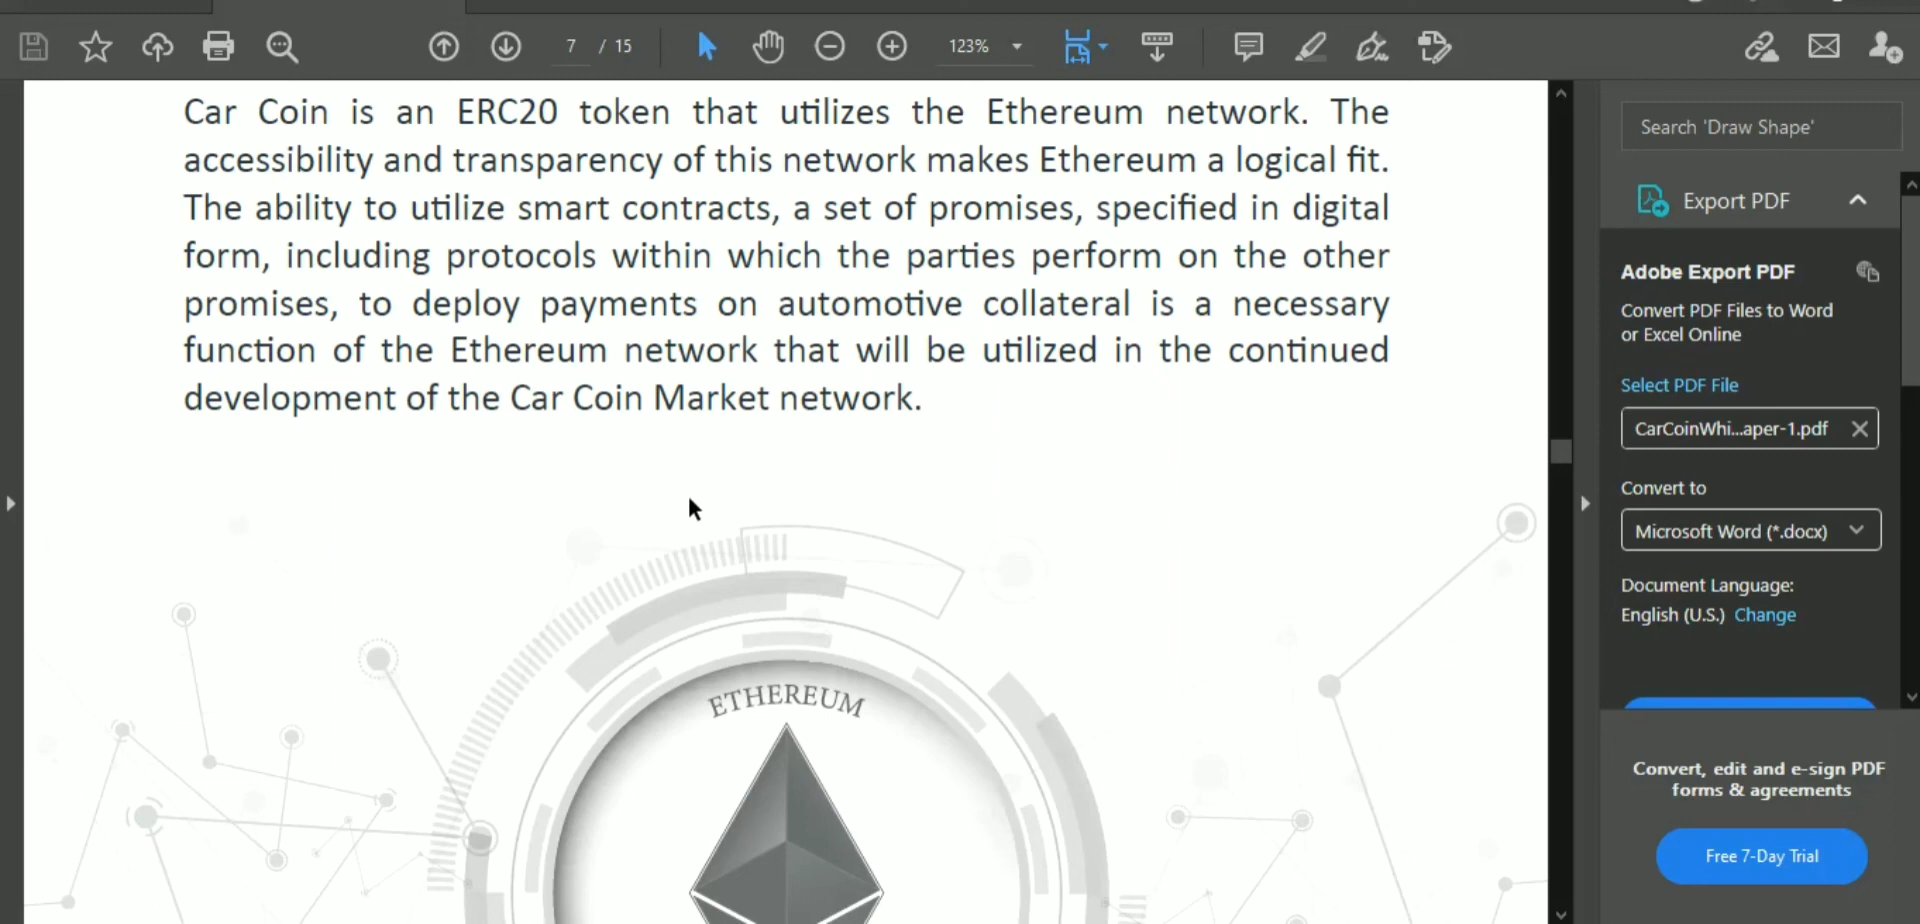 7 / 15
123%
Car Coin is an ERC20 token that utilizes the Ethereum network. The
accessibility and transparency of this network makes Ethereum a logical fit.
The ability to utilize smart contracts, a set of promises, specified in digital
form, including protocols within which the parties perform on the other
promises, to deploy payments on automotive collateral is a necessary
function of the Ethereum network that will be utilized in the continued
development of the Car Coin Market network.
ETHEREUM
Search 'Draw Shape'
Export PDF
Adobe Export PDF
Convert PDF Files to Word
or Excel Online
Select PDF File
CarCoinWhi...aper-1.pdf
Convert to
Microsoft Word (*.docx)
Document Language:
English (U.S.) Change
Convert, edit and e-sign PDF
forms & agreements
Free 7-Day Trial